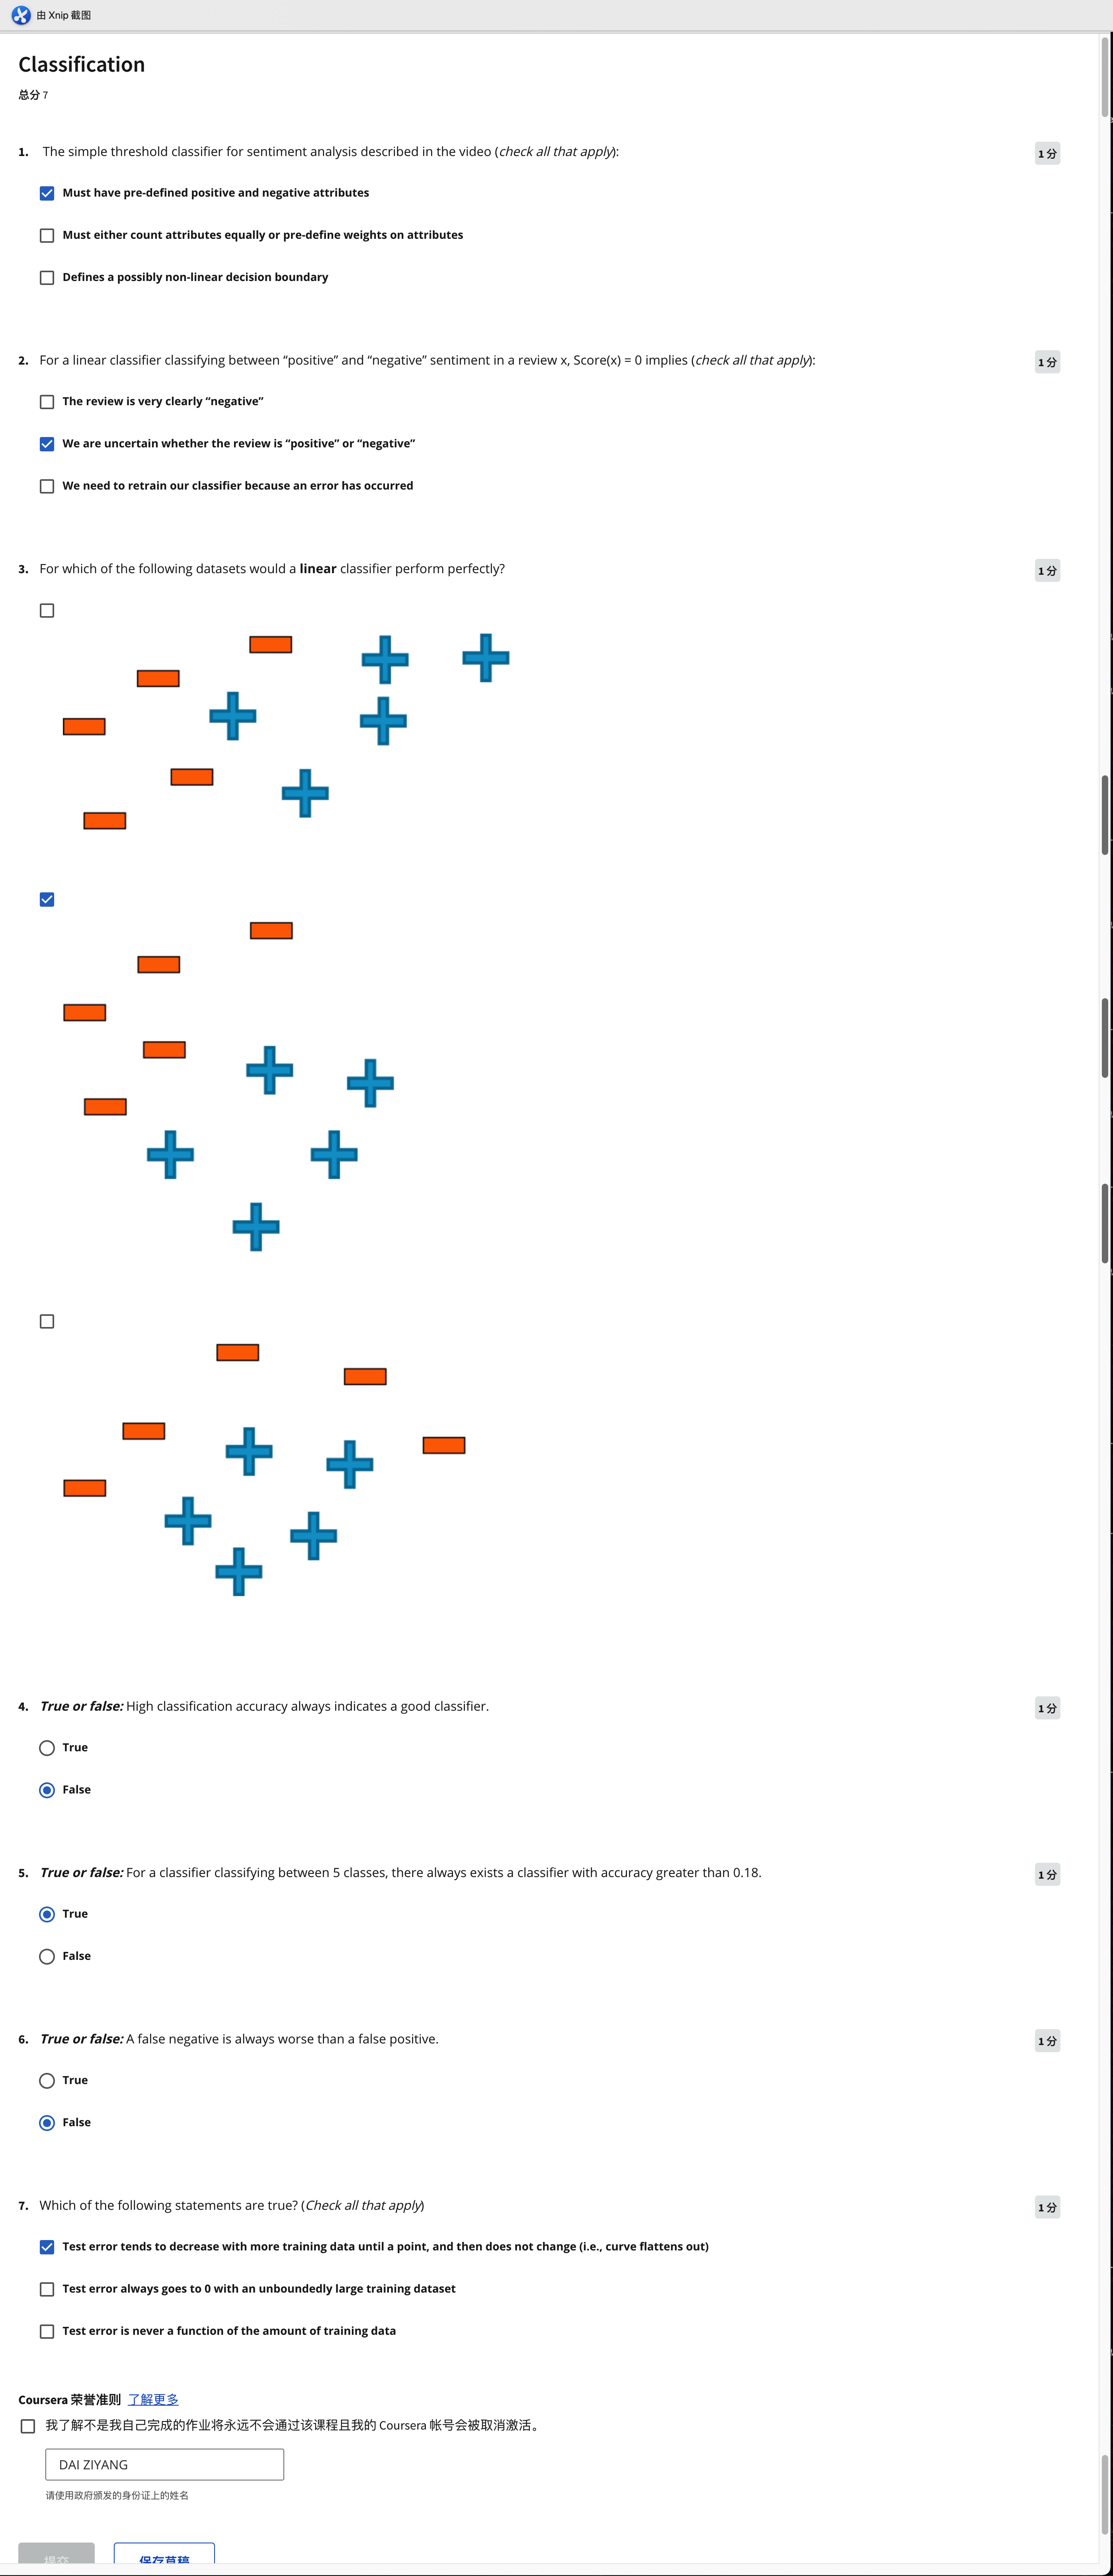 由 Xnip 截图
Classification
总分 7
1. The simple threshold classifier for sentiment analysis described in the video (check all that apply):
1 分
Must have pre-defined positive and negative attributes
Must either count attributes equally or pre-define weights on attributes
Defines a possibly non-linear decision boundary
2. For a linear classifier classifying between “positive” and “negative” sentiment in a review x, Score(x) = 0 implies (check all that apply):
1 分
The review is very clearly “negative”
We are uncertain whether the review is “positive” or “negative”
We need to retrain our classifier because an error has occurred
3. For which of the following datasets would a linear classifier perform perfectly?
1 分
4. True or false: High classification accuracy always indicates a good classifier.
1 分
True
False
5. True or false: For a classifier classifying between 5 classes, there always exists a classifier with accuracy greater than 0.18.
1 分
True
False
6. True or false: A false negative is always worse than a false positive.
1 分
True
False
7. Which of the following statements are true? (Check all that apply)
1 分
Test error tends to decrease with more training data until a point, and then does not change (i.e., curve flattens out)
Test error always goes to 0 with an unboundedly large training dataset
Test error is never a function of the amount of training data
Coursera 荣誉准则 了解更多
我了解不是我自己完成的作业将永远不会通过该课程且我的 Coursera 帐号会被取消激活。
DAI ZIYANG
请使用政府颁发的身份证上的姓名
提交 保存草稿